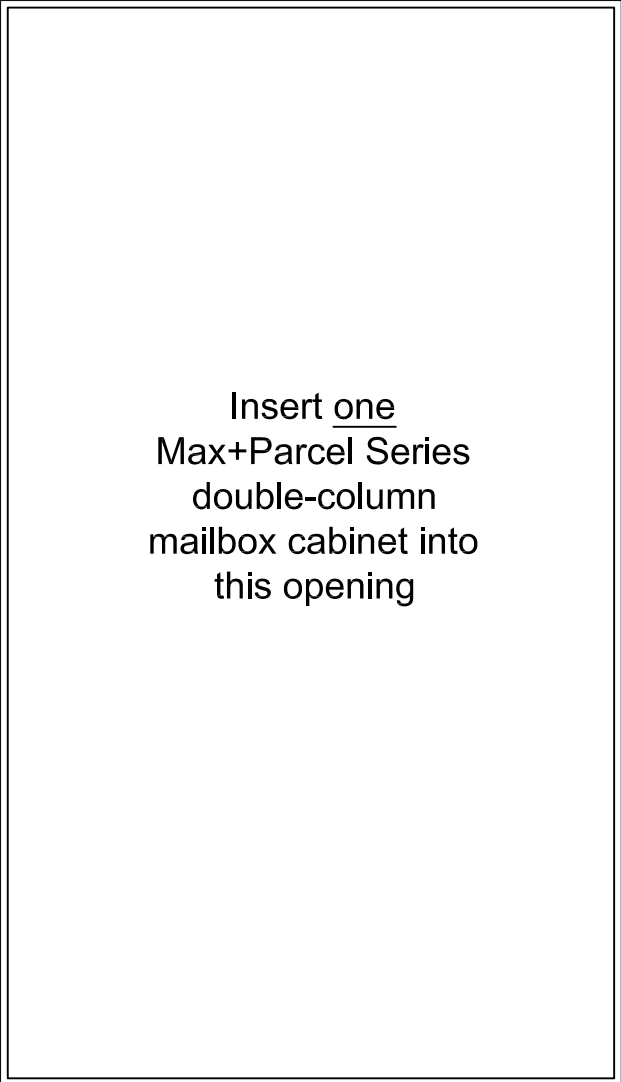 Insert one
Max+Parcel Series
double-column
mailbox cabinet into
this opening